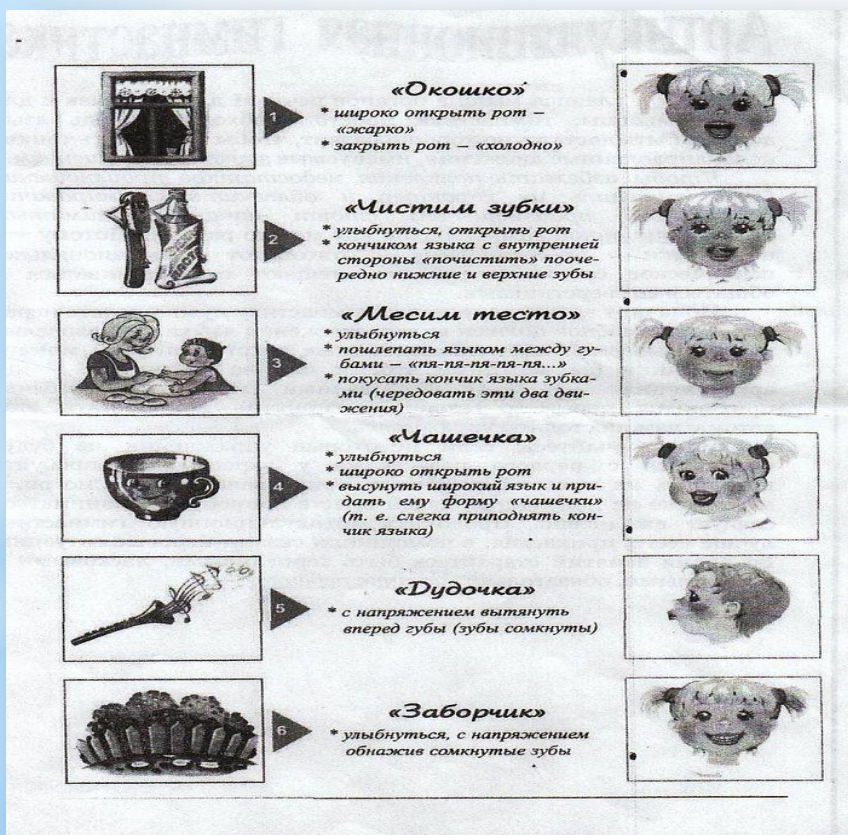 1
«Окошко»
* широко открыть рот –
«жарко»
* закрыть рот – «холодно»
2
«Чистим зубки»
* улыбнуться, открыть рот
* кончиком языка с внутренней
стороны «почистить» пооче-
редно нижние и верхние зубы
3
«Месим тесто»
* улыбнуться
* пошлепать языком между гу-
бами – «пя-пя-пя-пя-пя...»
* покусать кончик языка зубка-
ми (чередовать эти два дви-
жения)
4
«Чашечка»
* улыбнуться
* широко открыть рот
* высунуть широкий язык и при-
дать ему форму «чашечки»
(т. е. слегка приподнять кон-
чик языка)
5
«Дудочка»
* с напряжением вытянуть
вперед губы (зубы сомкнуты)
6
«Заборчик»
* улыбнуться, с напряжением
обнажив сомкнутые зубы